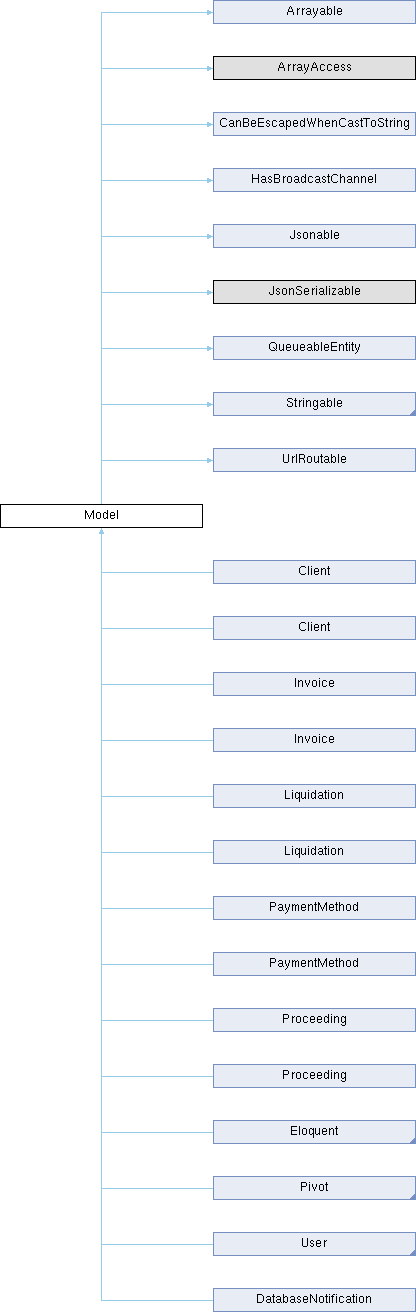 Arrayable
ArrayAccess
CanBeEscapedWhenCastToString
HasBroadcastChannel
Jsonable
JsonSerializable
QueueableEntity
Stringable
UrlRoutable
Model
Client
Client
Invoice
Invoice
Liquidation
Liquidation
PaymentMethod
PaymentMethod
Proceeding
Proceeding
Eloquent
Pivot
User
DatabaseNotification